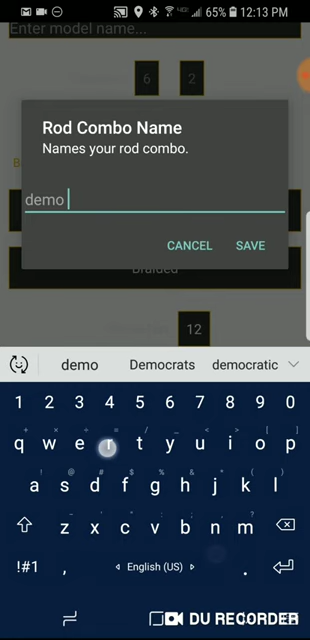 65% 12:13 PM
Enter model name...
6 2
Rod Combo Name
Names your rod combo.
demo
CANCEL SAVE
Braided
12
demo Democrats democratic
1 2 3 4 5 6 7 8 9 0
+ × ÷ = / _ < > [ ]
q w e r t y u i o p
! @ # $ % ^ & * ( )
a s d f g h j k l
- ' " : ; , ?
z x c v b n m
!#1 , English (US) .
DU RECORDER